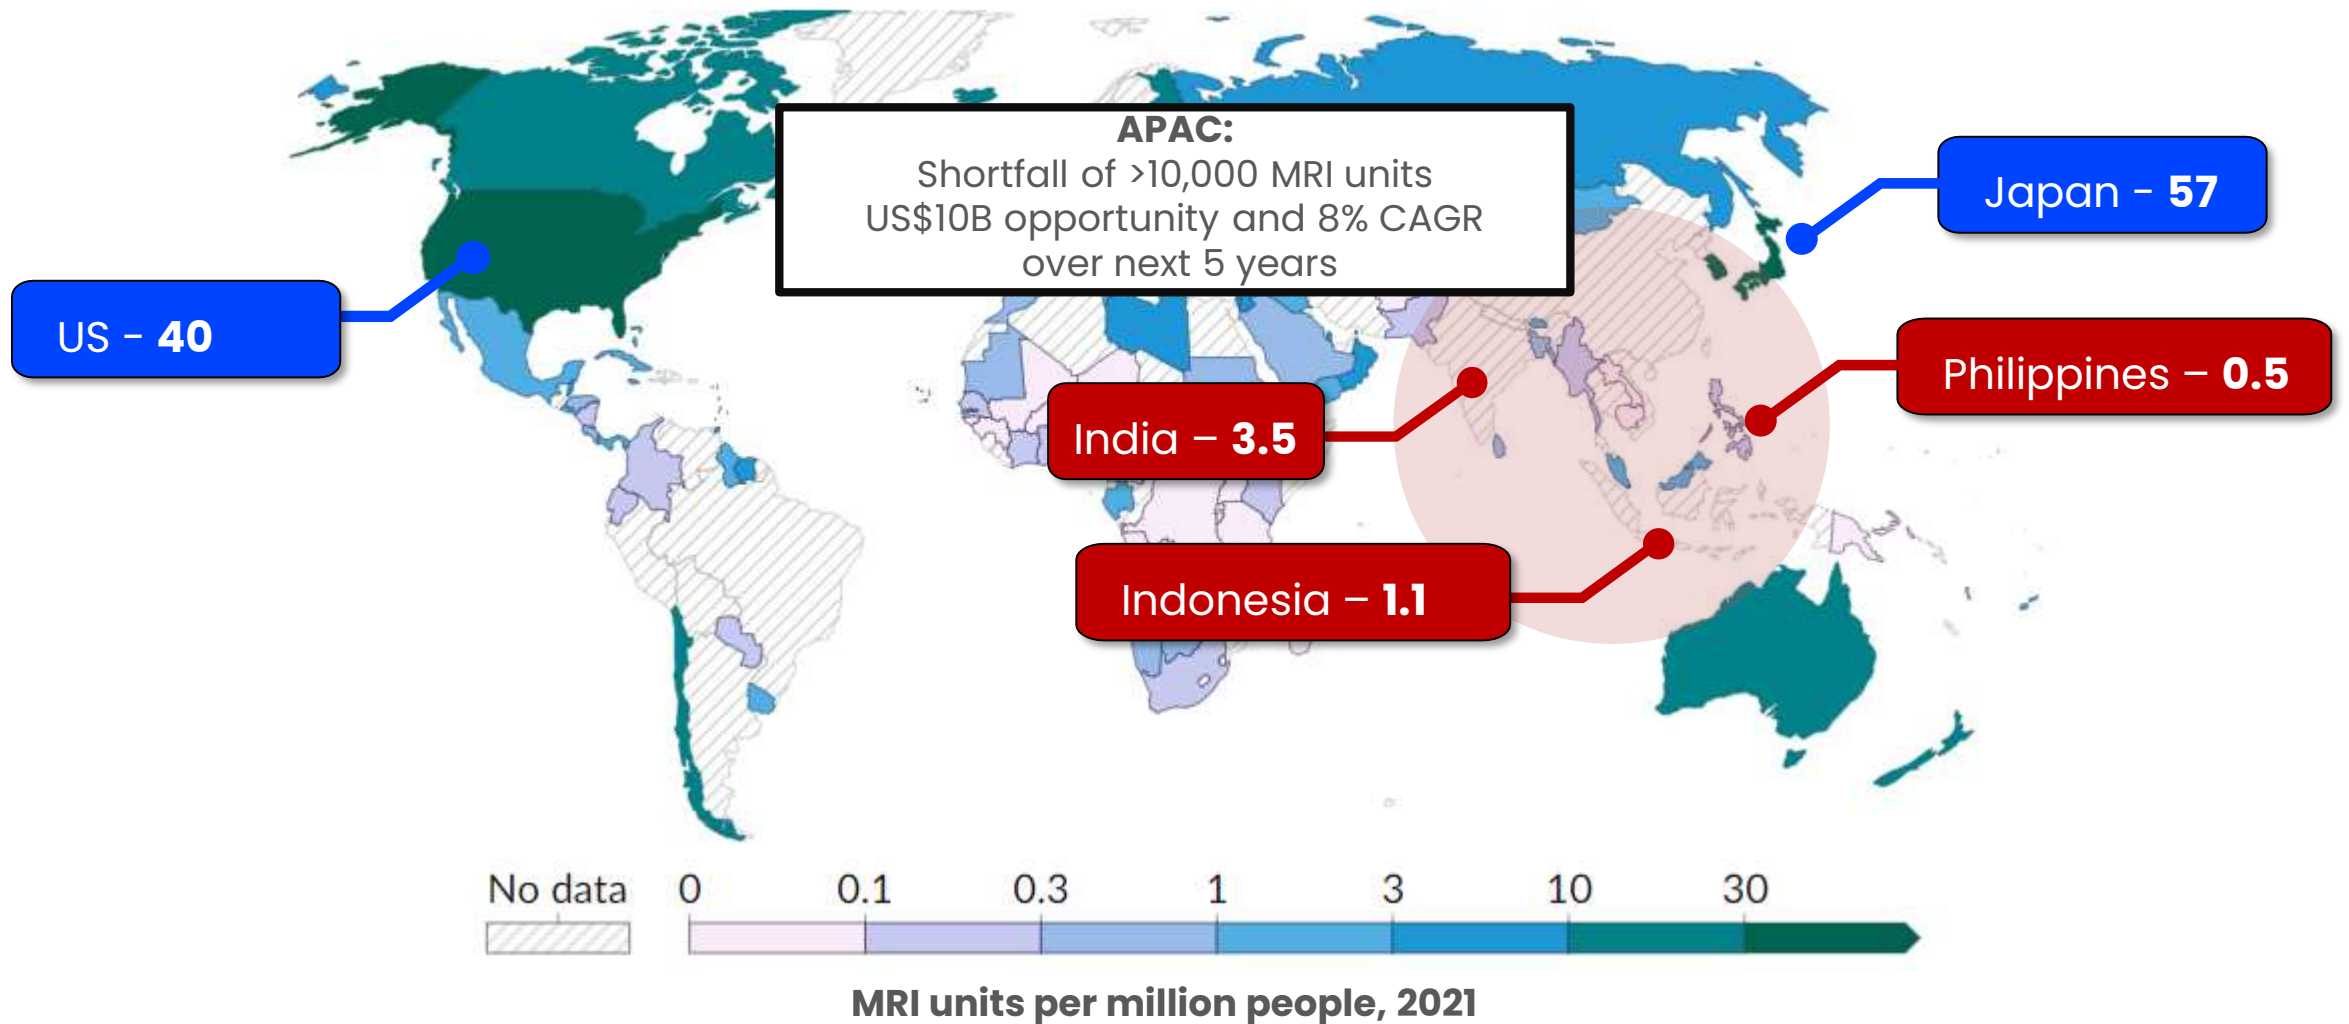 APAC:
Shortfall of >10,000 MRI units
US$10B opportunity and 8% CAGR
over next 5 years
Japan - 57
US - 40
Philippines – 0.5
India – 3.5
Indonesia – 1.1
No data 0 0.1 0.3 1 3 10 30
MRI units per million people, 2021